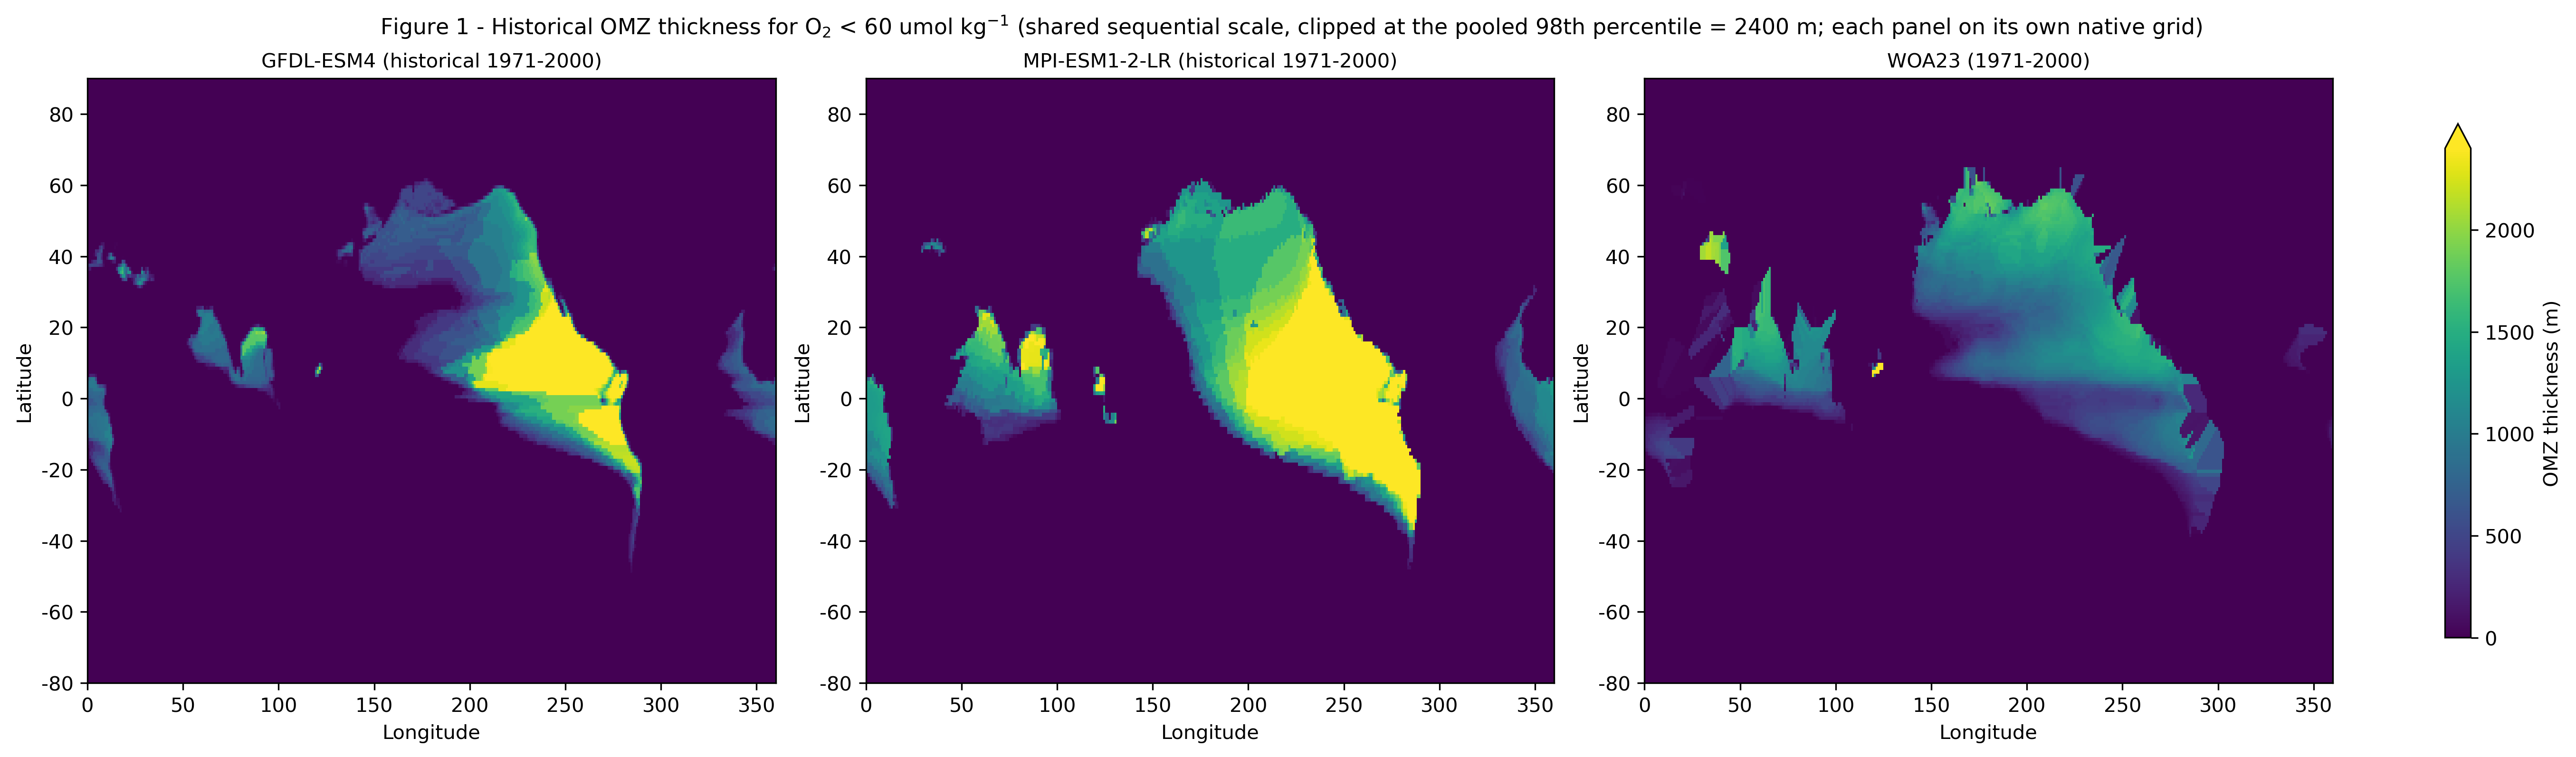 Figure 1 - Historical OMZ thickness for O₂ < 60 umol kg⁻¹ (shared sequential scale, clipped at the pooled 98th percentile = 2400 m; each panel on its own native grid)
GFDL-ESM4 (historical 1971-2000)
80
60
40
20
0
-20
-40
-60
-80
Latitude
0 50 100 150 200 250 300 350
Longitude
MPI-ESM1-2-LR (historical 1971-2000)
80
60
40
20
0
-20
-40
-60
-80
Latitude
0 50 100 150 200 250 300 350
Longitude
WOA23 (1971-2000)
80
60
40
20
0
-20
-40
-60
-80
Latitude
0 50 100 150 200 250 300 350
Longitude
2000
1500
1000
500
0
OMZ thickness (m)